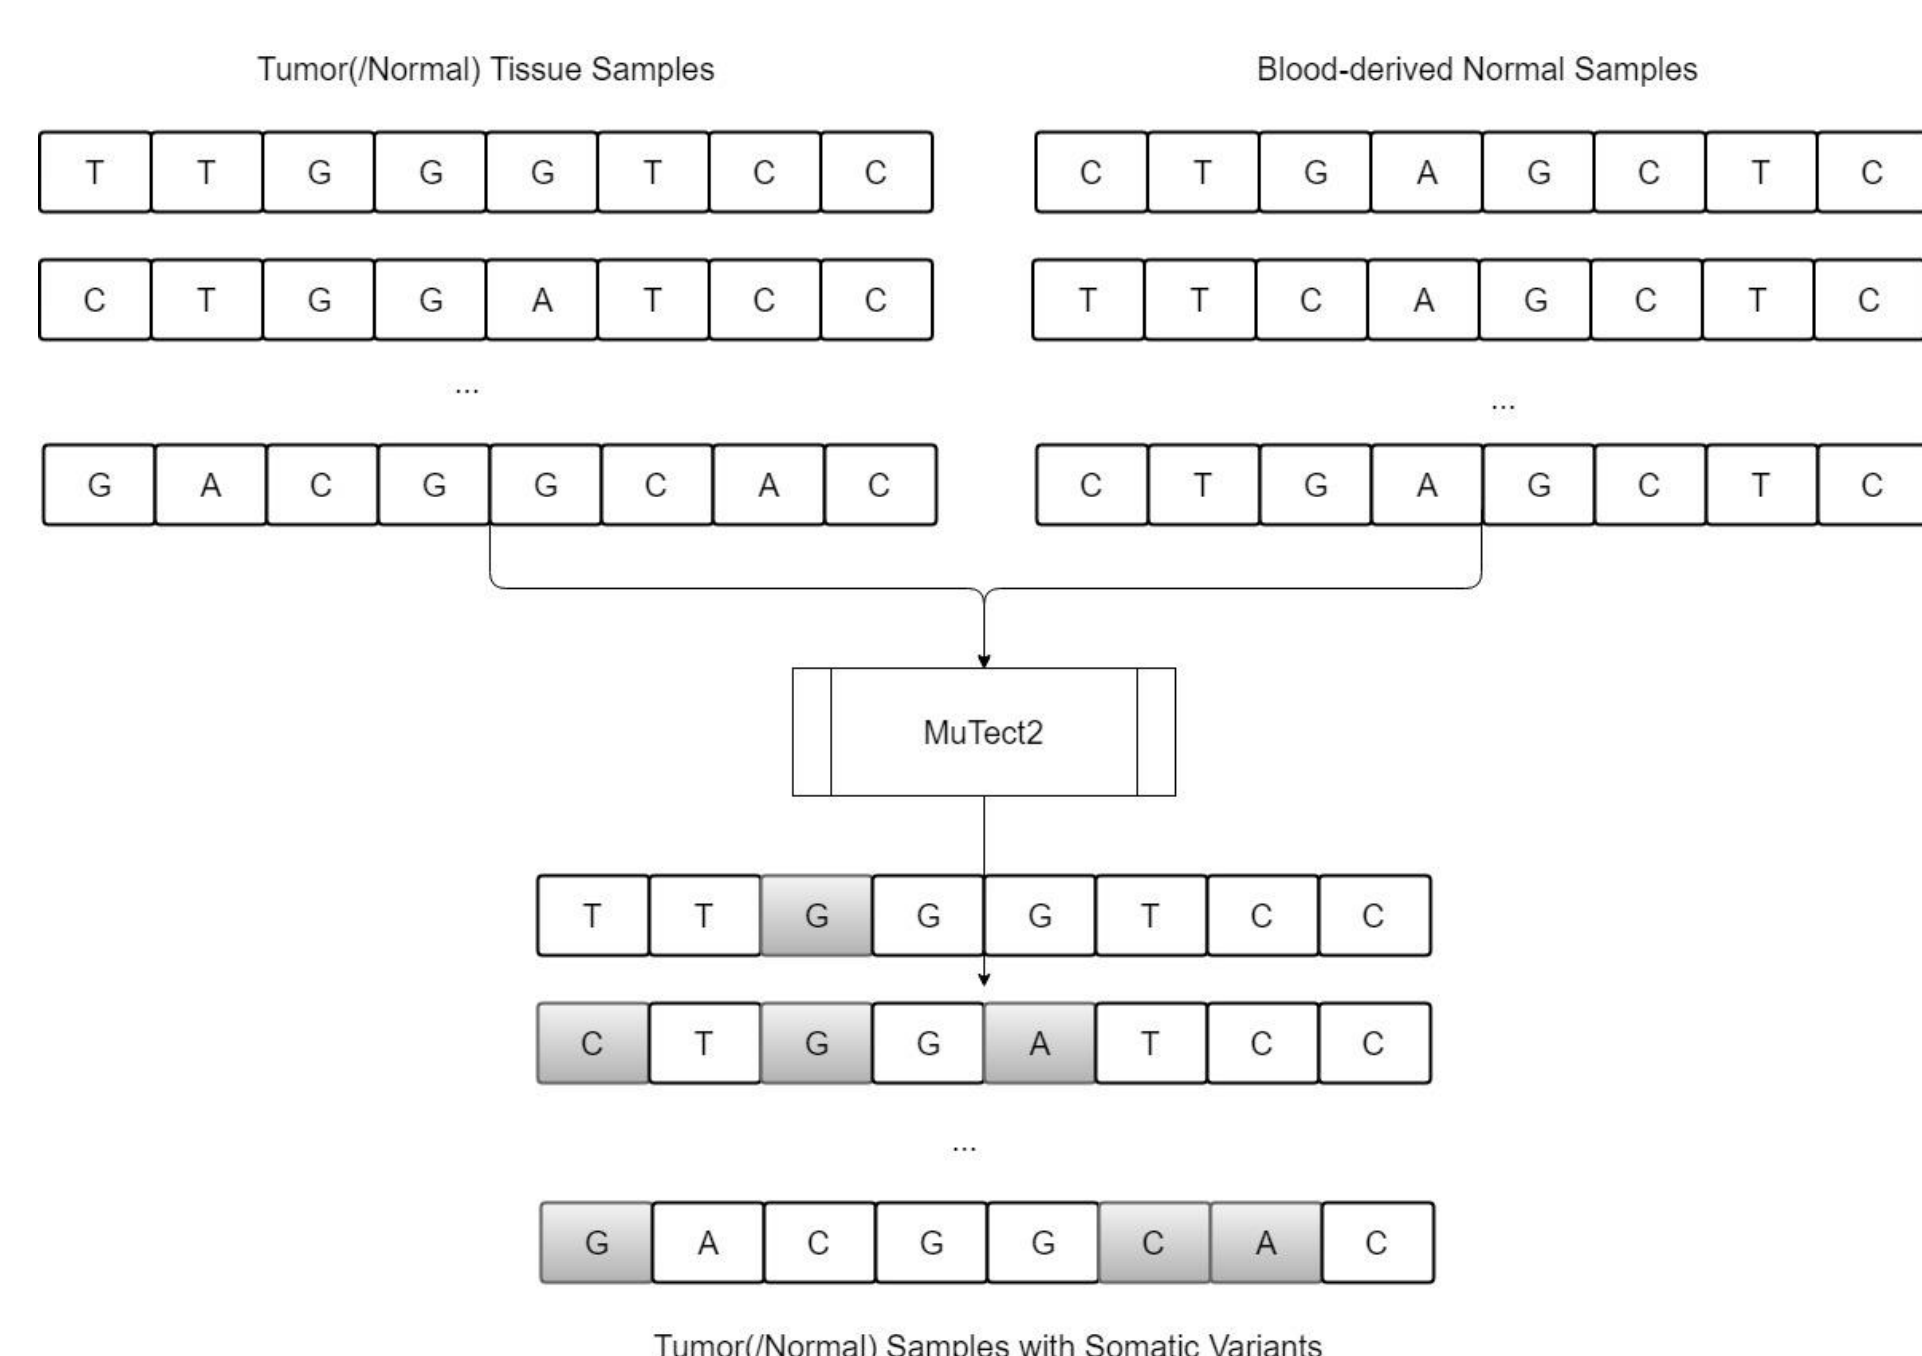 Tumor(/Normal) Tissue Samples
Blood-derived Normal Samples
T T G G G T C C
C T G A G C T C
C T G G A T C C
T T C A G C T C
...
...
G A C G G C A C
C T G A G C T C
MuTect2
T T G G G T C C
C T G G A T C C
...
G A C G G C A C
Tumor(/Normal) Samples with Somatic Variants